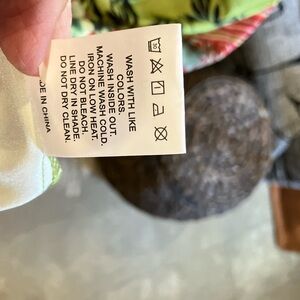 WASH WITH LIKE
COLORS.
WASH INSIDE OUT.
MACHINE WASH COLD.
IRON ON LOW HEAT.
DO NOT BLEACH.
LINE DRY IN SHADE.
DO NOT DRY CLEAN.
DE IN CHINA